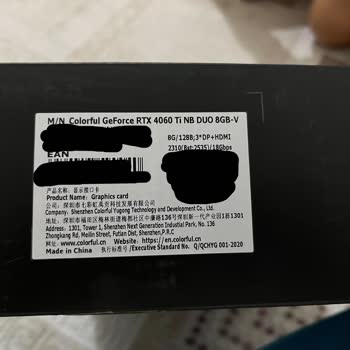 M/N Colorful GeForce RTX 4060 Ti NB DUO 8GB-V
8G/128B;3*DP+HDMI
2310(Bst:2535)/18Gbps
EAN
产品名称：显示接口卡
Product Name: Graphics card
公司：深圳市七彩虹禹贡科技发展有限公司
Company: Shenzhen Colorful Yugong Technology and Development Co., Ltd.
地址：深圳市福田区梅林街道梅都社区中康路136号深圳新一代产业园1栋1301
Address: 1301, Tower 1, Shenzhen Next Generation Industial Park, No. 136
Zhongkang Rd, Meilin Street, Futian Dist, Shenzhen,P.R.C
www.colorful.cn Website: https://en.colorful.cn
Made in China 执行标准号/Executive Standard No. Q/QCHYG 001-2020